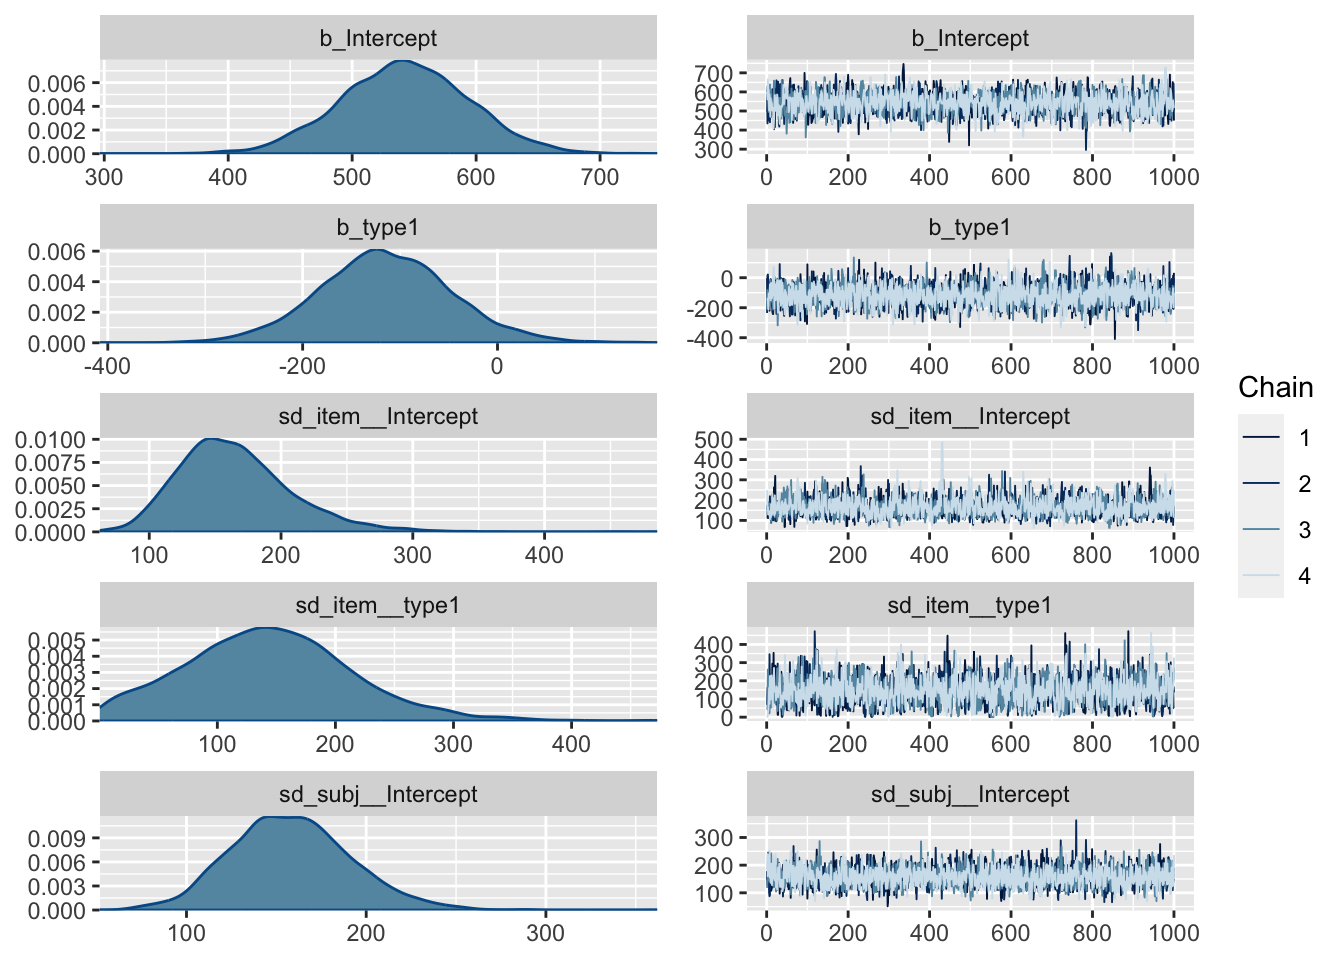 b_Intercept
0.006
0.004
0.002
0.000
300 400 500 600 700
b_Intercept
700
600
500
400
300
0 200 400 600 800 1000
b_type1
0.006
0.004
0.002
0.000
-400 -200 0
b_type1
0
-200
-400
0 200 400 600 800 1000
sd_item__Intercept
0.0100
0.0075
0.0050
0.0025
0.0000
100 200 300 400
sd_item__Intercept
500
400
300
200
100
0 200 400 600 800 1000
sd_item__type1
0.005
0.004
0.003
0.002
0.001
0.000
100 200 300 400
sd_item__type1
400
300
200
100
0
0 200 400 600 800 1000
sd_subj__Intercept
0.009
0.006
0.003
0.000
100 200 300
sd_subj__Intercept
300
200
100
0 200 400 600 800 1000
Chain
1
2
3
4